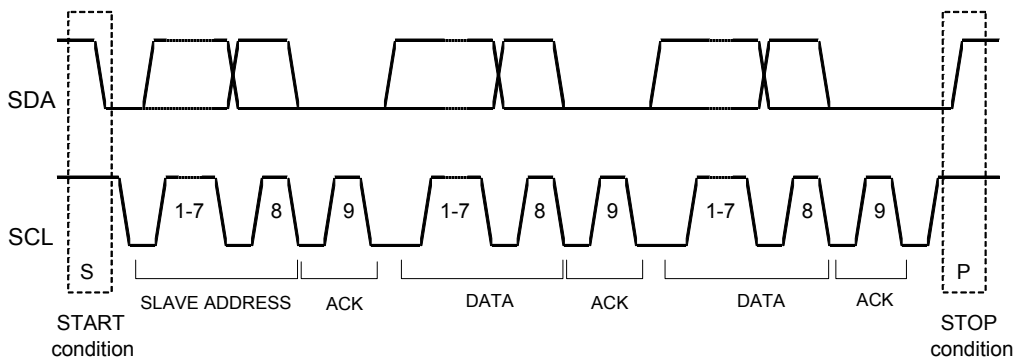 SDA
SCL
1-7 8 9 1-7 8 9 1-7 8 9
S P
SLAVE ADDRESS ACK DATA ACK DATA ACK
START
condition
STOP
condition